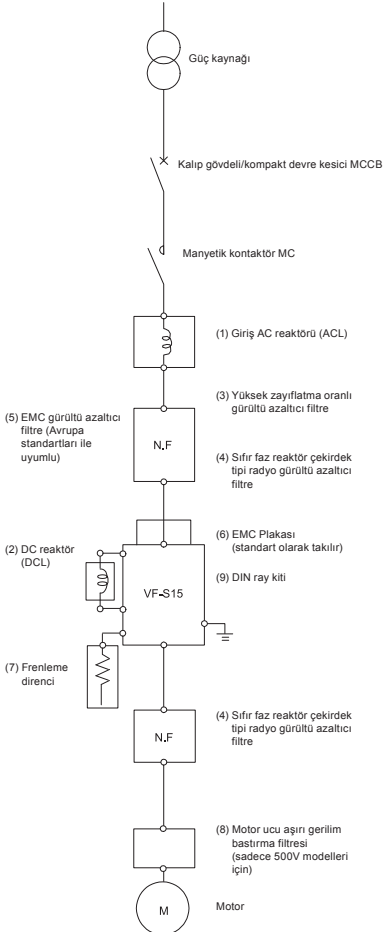 Güç kaynağı
Kalıp gövdeli/kompakt devre kesici MCCB
Manyetik kontaktör MC
(1) Giriş AC reaktörü (ACL)
(3) Yüksek zayıflatma oranlı
gürültü azaltıcı filtre
(5) EMC gürültü azaltıcı
filtre (Avrupa
standartları ile
uyumlu)
N.F
(4) Sıfır faz reaktör çekirdek
tipi radyo gürültü azaltıcı
filtre
(6) EMC Plakası
(standart olarak takılır)
(2) DC reaktör
(DCL)
(9) DIN ray kiti
VF-S15
(7) Frenleme
direnci
(4) Sıfır faz reaktör çekirdek
tipi radyo gürültü azaltıcı
filtre
N.F
(8) Motor ucu aşırı gerilim
bastırma filtresi
(sadece 500V modelleri
için)
M
Motor